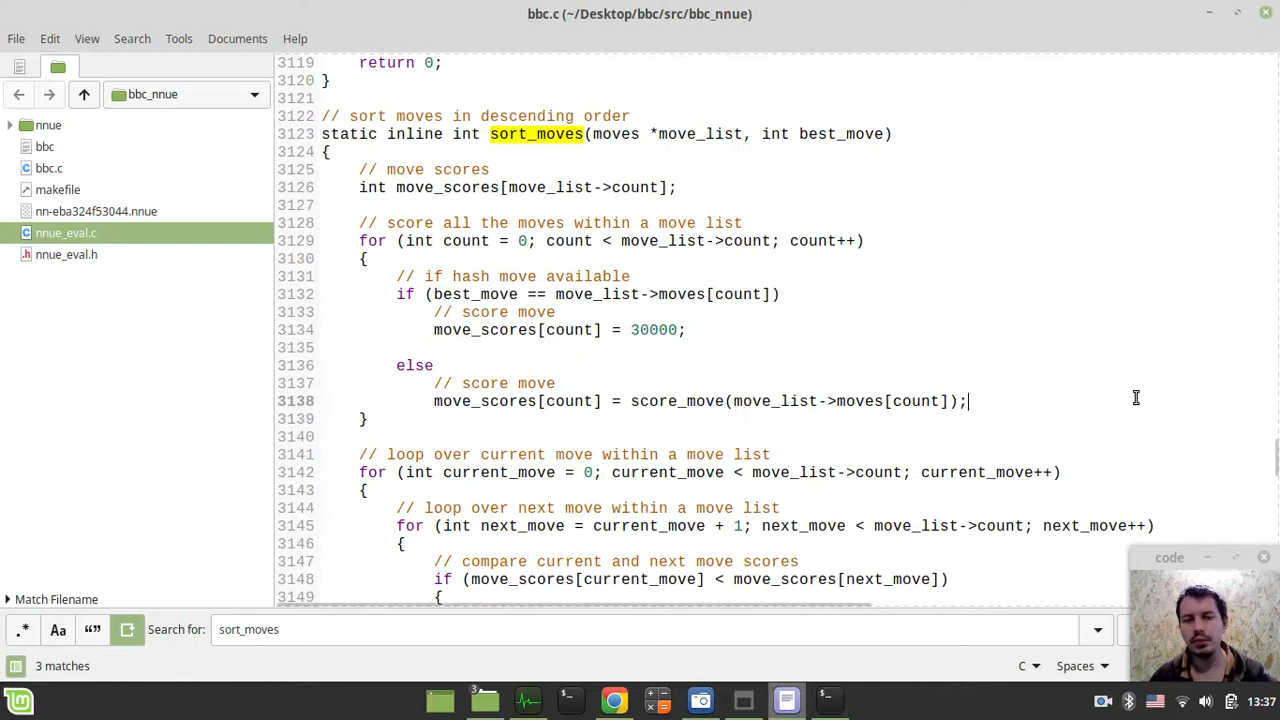 bbc.c (~/Desktop/bbc/src/bbc_nnue)
File Edit View Search Tools Documents Help
bbc_nnue
nnue
bbc
bbc.c
makefile
nn-eba324f53044.nnue
nnue_eval.c
nnue_eval.h
Match Filename
3119 return 0;
3120 }
3121
3122 // sort moves in descending order
3123 static inline int sort_moves(moves *move_list, int best_move)
3124 {
3125 // move scores
3126 int move_scores[move_list->count];
3127
3128 // score all the moves within a move list
3129 for (int count = 0; count < move_list->count; count++)
3130 {
3131 // if hash move available
3132 if (best_move == move_list->moves[count])
3133 // score move
3134 move_scores[count] = 30000;
3135
3136 else
3137 // score move
3138 move_scores[count] = score_move(move_list->moves[count]);
3139 }
3140
3141 // loop over current move within a move list
3142 for (int current_move = 0; current_move < move_list->count; current_move++)
3143 {
3144 // loop over next move within a move list
3145 for (int next_move = current_move + 1; next_move < move_list->count; next_move++)
3146 {
3147 // compare current and next move scores
3148 if (move_scores[current_move] < move_scores[next_move])
3149 {
code
.* Aa “” Search for: sort_moves
3 matches
C Spaces
3
13:37